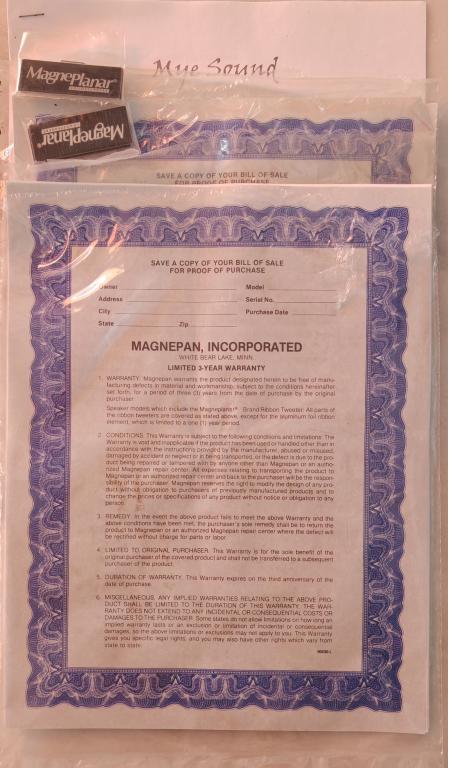 Mye Sound
MagnePlanar®
MagnePlanar®
SAVE A COPY OF YOUR BILL OF SALE
FOR PROOF OF PURCHASE
SAVE A COPY OF YOUR BILL OF SALE
FOR PROOF OF PURCHASE
Owner Model
Address Serial No.
City Purchase Date
State Zip
MAGNEPAN, INCORPORATED
WHITE BEAR LAKE, MINN.
LIMITED 3-YEAR WARRANTY
1. WARRANTY: Magnepan warrants the product designated herein to be free of manu-
facturing defects in material and workmanship, subject to the conditions hereinafter
set forth, for a period of three (3) years from the date of purchase by the original
purchaser.
Speaker models which include the Magneplanar® Brand Ribbon Tweeter: All parts of
the ribbon tweeters are covered as stated above, except for the aluminum foil ribbon
element, which is limited to a one (1) year period.
2. CONDITIONS: This Warranty is subject to the following conditions and limitations: The
Warranty is void and inapplicable if the product has been used or handled other than in
accordance with the instructions provided by the manufacturer, abused or misused,
damaged by accident or neglect or in being transported, or the defect is due to the pro-
duct being repaired or tampered with by anyone other than Magnepan or an autho-
rized Magnepan repair center. All expenses relating to transporting the product to
Magnepan or an authorized repair center and back to the purchaser will be the respon-
sibility of the purchaser. Magnepan reserves the right to modify the design of any pro-
duct without obligation to purchasers of previously manufactured products and to
change the prices or specifications of any product without notice or obligation to any
person.
3. REMEDY: In the event the above product fails to meet the above Warranty and the
above conditions have been met, the purchaser's sole remedy shall be to return the
product to Magnepan or an authorized Magnepan repair center where the defect will
be rectified without charge for parts or labor.
4. LIMITED TO ORIGINAL PURCHASER: This Warranty is for the sole benefit of the
original purchaser of the covered product and shall not be transferred to a subsequent
purchaser of the product.
5. DURATION OF WARRANTY: This Warranty expires on the third anniversary of the
date of purchase.
6. MISCELLANEOUS: ANY IMPLIED WARRANTIES RELATING TO THE ABOVE PRO-
DUCT SHALL BE LIMITED TO THE DURATION OF THIS WARRANTY. THE WAR-
RANTY DOES NOT EXTEND TO ANY INCIDENTAL OR CONSEQUENTIAL COSTS OR
DAMAGES TO THE PURCHASER. Some states do not allow limitations on how long an
implied warranty lasts or an exclusion or limitation of incidental or consequential
damages, so the above limitations or exclusions may not apply to you. This Warranty
gives you specific legal rights, and you may also have other rights which vary from
state to state.